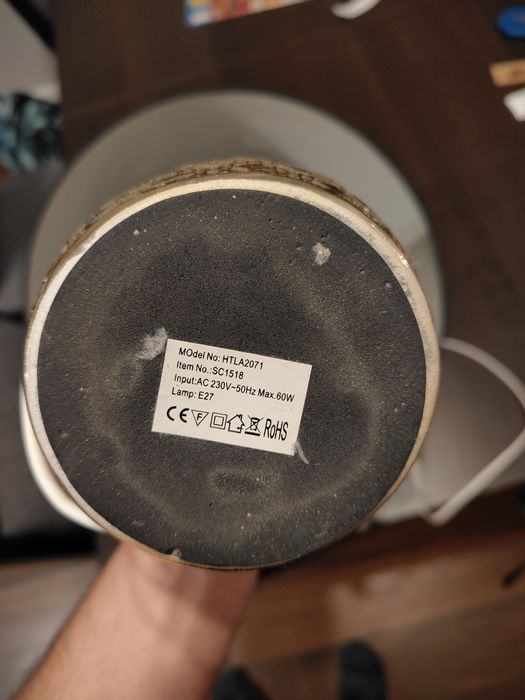 MOdel No: HTLA2071
Item No.:SC1518
Input:AC 230V~50Hz Max.60W
Lamp: E27
CE F RoHS